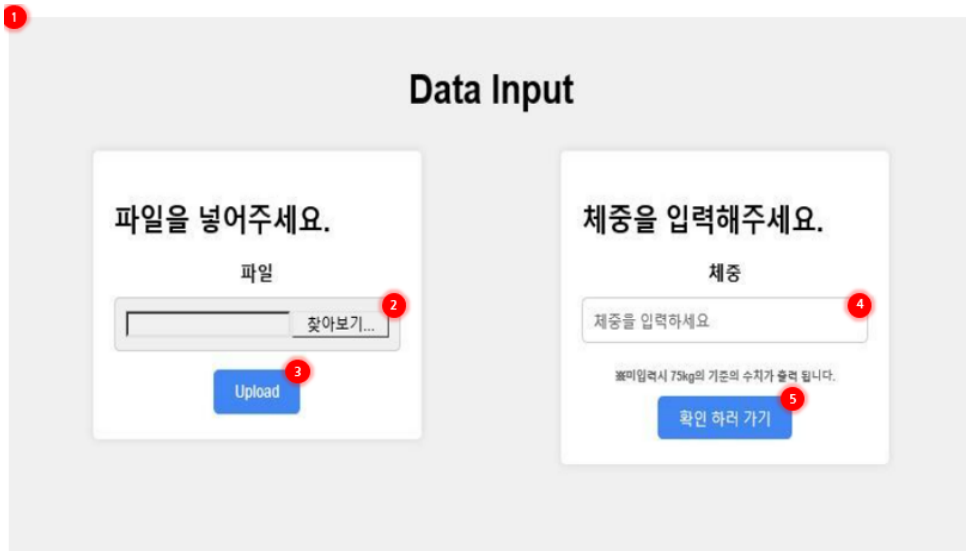 1
Data Input
파일을 넣어주세요.
파일
2
찾아보기...
3
Upload
체중을 입력해주세요.
체중
4
체중을 입력하세요
※미입력시 75kg의 기준의 수치가 출력 됩니다.
5
확인 하러 가기